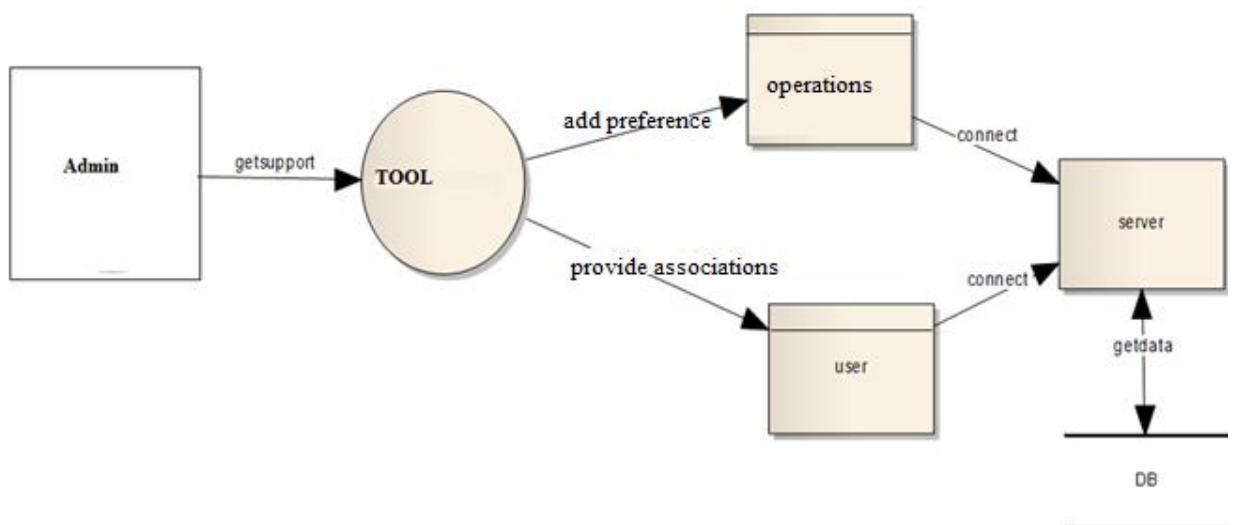 operations
add preference
connect
Admin
getsupport
TOOL
server
provide associations
connect
getdata
user
DB